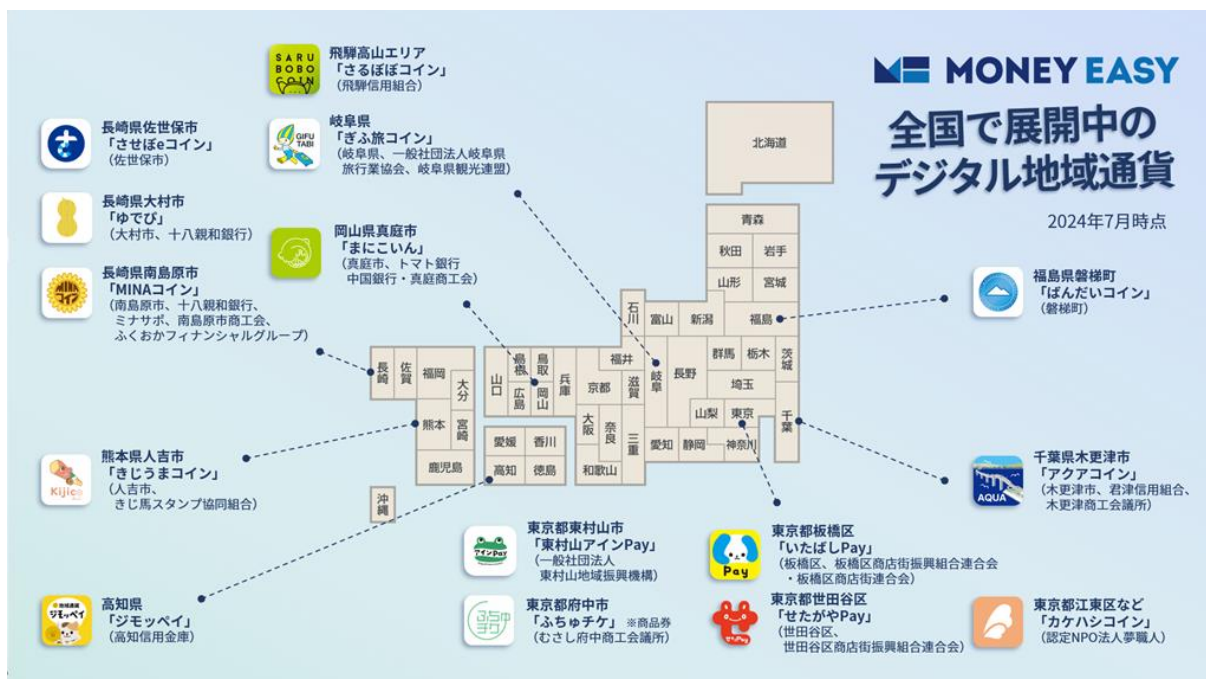 MONEY EASY
全国で展開中の
デジタル地域通貨
2024年7月時点
SARU
BOBO
COIN
飛騨高山エリア
「さるぼぼコイン」
（飛騨信用組合）
GIFU
TABI
岐阜県
「ぎふ旅コイン」
（岐阜県、一般社団法人岐阜県
旅行業協会、岐阜県観光連盟）
長崎県佐世保市
「させぼeコイン」
（佐世保市）
長崎県大村市
「ゆでぴ」
（大村市、十八親和銀行）
MINA
コイン
長崎県南島原市
「MINAコイン」
（南島原市、十八親和銀行、
ミナサポ、南島原市商工会、
ふくおかフィナンシャルグループ）
岡山県真庭市
「まにこいん」
（真庭市、トマト銀行
中国銀行・真庭商工会）
福島県磐梯町
「ばんだいコイン」
（磐梯町）
北海道
青森
秋田
岩手
山形
宮城
石川
富山
新潟
福島
群馬
栃木
茨城
福井
岐阜
長野
埼玉
長崎
佐賀
福岡
大分
山口
島根
鳥取
兵庫
京都
滋賀
広島
岡山
山梨
東京
千葉
熊本
宮崎
大阪
奈良
三重
愛知
静岡
神奈川
愛媛
香川
鹿児島
高知
徳島
和歌山
沖縄
Kijico
熊本県人吉市
「きじうまコイン」
（人吉市、
きじ馬スタンプ協同組合）
AQUA
千葉県木更津市
「アクアコイン」
（木更津市、君津信用組合、
木更津商工会議所）
アインPay
東京都東村山市
「東村山アインPay」
（一般社団法人
東村山地域振興機構）
Pay
東京都板橋区
「いたばしPay」
（板橋区、板橋区商店街振興組合連合会
・板橋区商店街連合会）
地域通貨
ジモッペイ
高知県
「ジモッペイ」
（高知信用金庫）
ふちゅ
チケ
東京都府中市
「ふちゅチケ」 ※商品券
（むさし府中商工会議所）
せたPay
東京都世田谷区
「せたがやPay」
（世田谷区、
世田谷区商店街振興組合連合会）
東京都江東区など
「カケハシコイン」
（認定NPO法人夢職人）